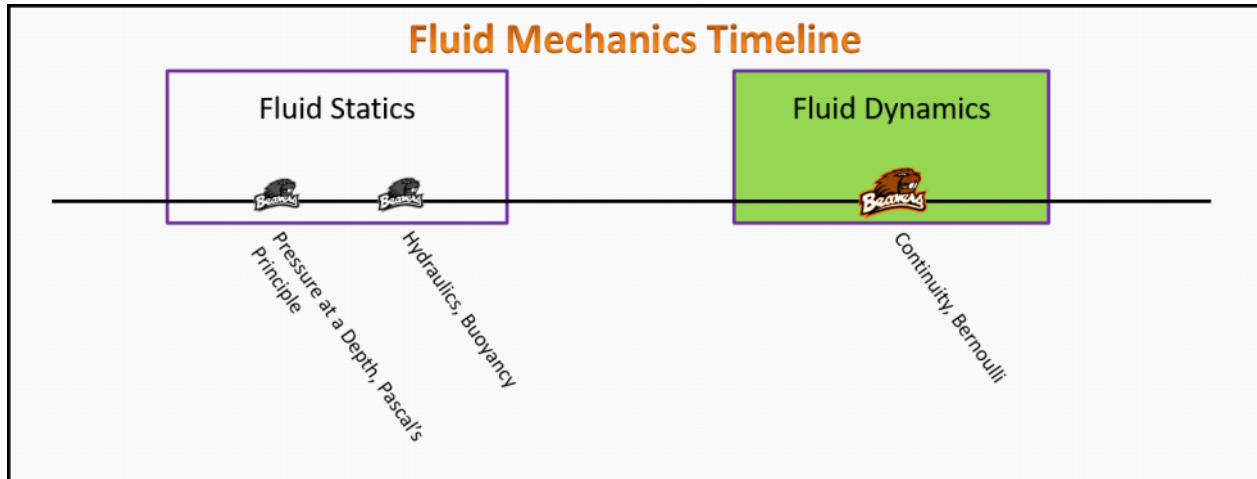 Fluid Mechanics Timeline
Fluid Statics
Fluid Dynamics
Beavers
Beavers
Beavers
Pressure at a Depth, Pascal's
Principle
Hydraulics, Buoyancy
Continuity, Bernoulli